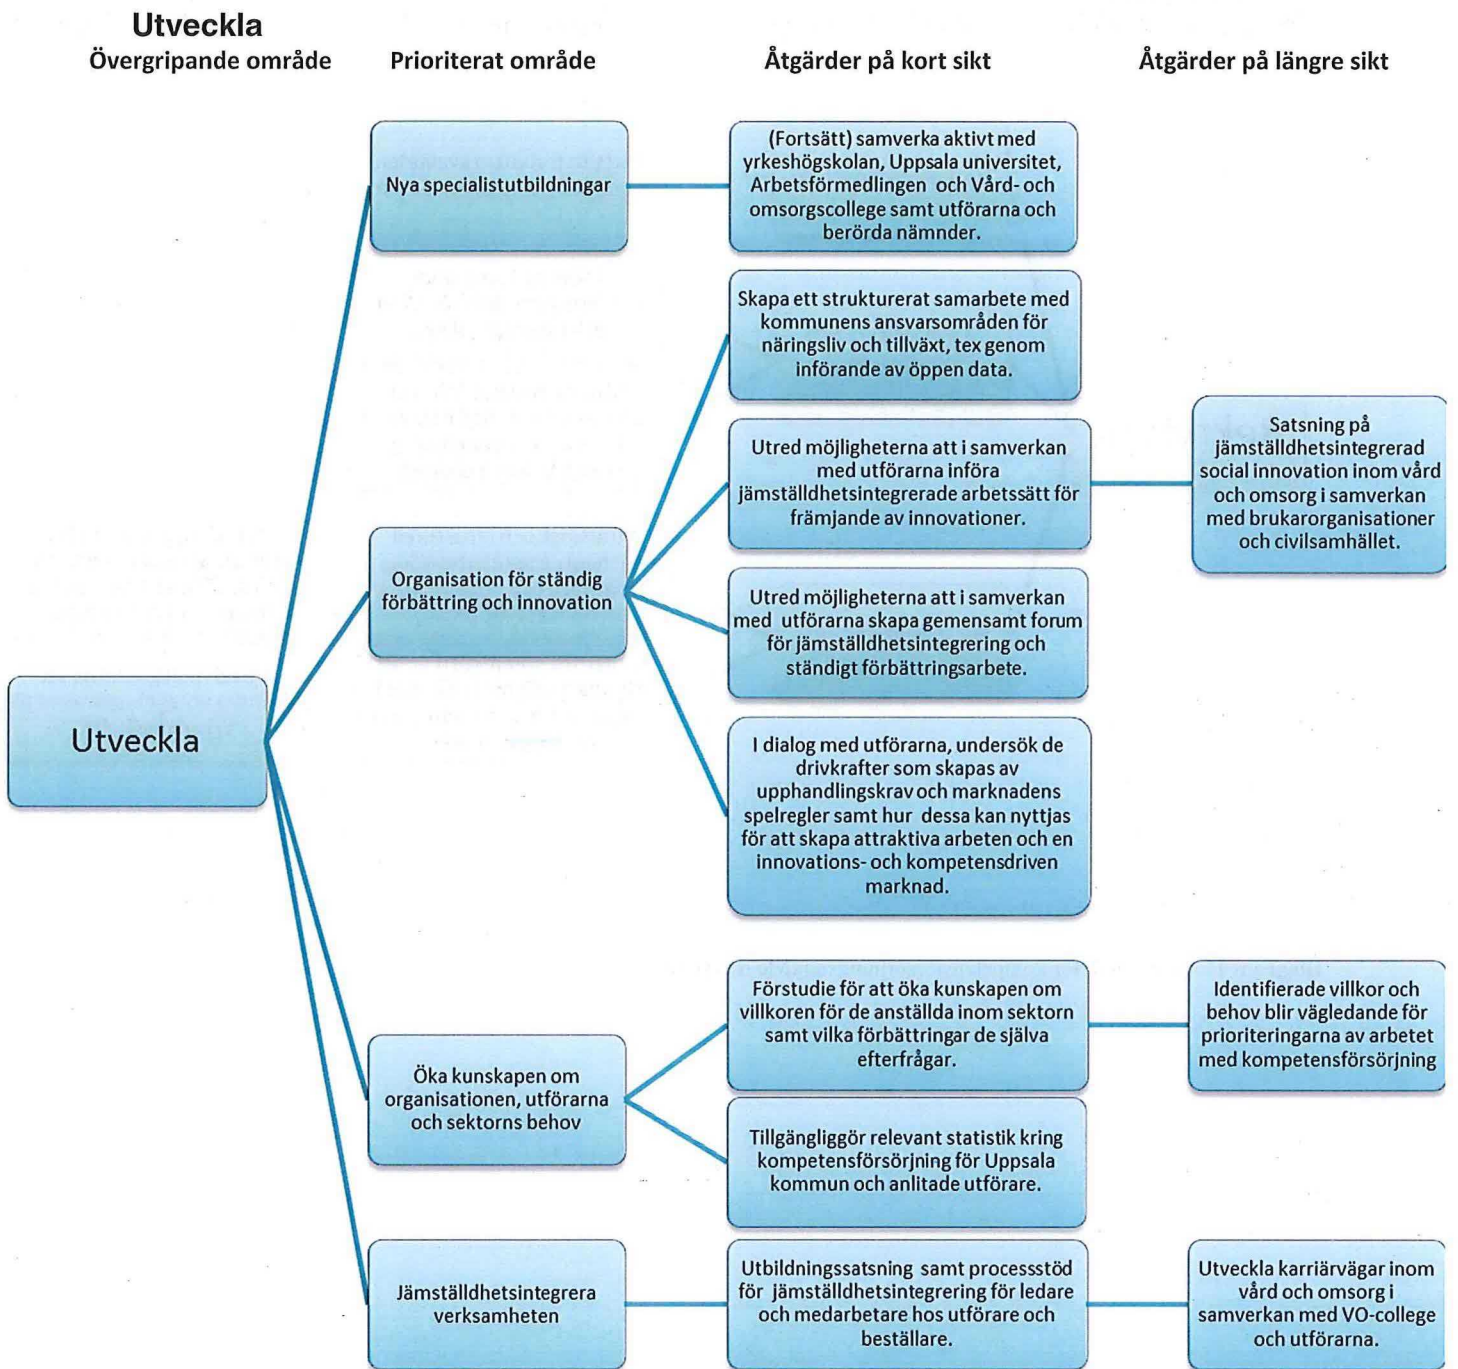 Utveckla
Övergripande område
Prioriterat område
Åtgärder på kort sikt
Åtgärder på längre sikt
Utveckla
Nya specialistutbildningar
(Fortsätt) samverka aktivt med
yrkeshögskolan, Uppsala universitet,
Arbetsförmedlingen och Vård- och
omsorgscollege samt utförarna och
berörda nämnder.
Organisation för ständig
förbättring och innovation
Skapa ett strukturerat samarbete med
kommunens ansvarsområden för
näringsliv och tillväxt, tex genom
införande av öppen data.
Utred möjligheterna att i samverkan
med utförarna införa
jämställdhetsintegrerade arbetssätt för
främjande av innovationer.
Satsning på
jämställdhetsintegrerad
social innovation inom vård
och omsorg i samverkan
med brukarorganisationer
och civilsamhället.
Utred möjligheterna att i samverkan
med utförarna skapa gemensamt forum
för jämställdhetsintegrering och
ständigt förbättringsarbete.
I dialog med utförarna, undersök de
drivkrafter som skapas av
upphandlingskrav och marknadens
spelregler samt hur dessa kan nyttjas
för att skapa attraktiva arbeten och en
innovations- och kompetensdriven
marknad.
Öka kunskapen om
organisationen, utförarna
och sektorns behov
Förstudie för att öka kunskapen om
villkoren för de anställda inom sektorn
samt vilka förbättringar de själva
efterfrågar.
Identifierade villkor och
behov blir vägledande för
prioriteringarna av arbetet
med kompetensförsörjning
Tillgängliggör relevant statistik kring
kompetensförsörjning för Uppsala
kommun och anlitade utförare.
Jämställdhetsintegrera
verksamheten
Utbildningssatsning samt processstöd
för jämställdhetsintegrering för ledare
och medarbetare hos utförare och
beställare.
Utveckla karriärvägar inom
vård och omsorg i
samverkan med VO-college
och utförarna.